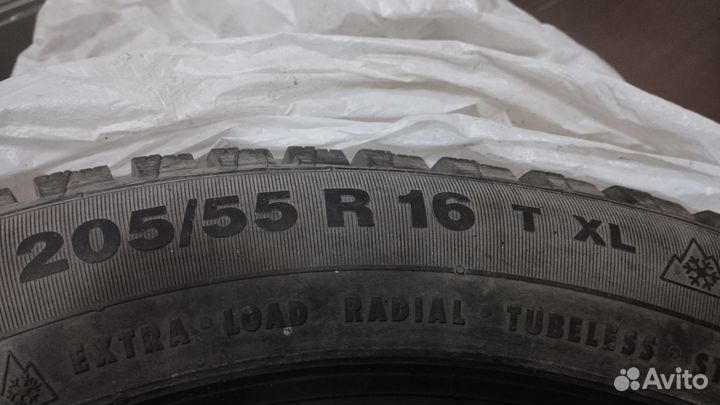 205/55 R 16 T XL
EXTRA LOAD RADIAL • TUBELESS
Avito